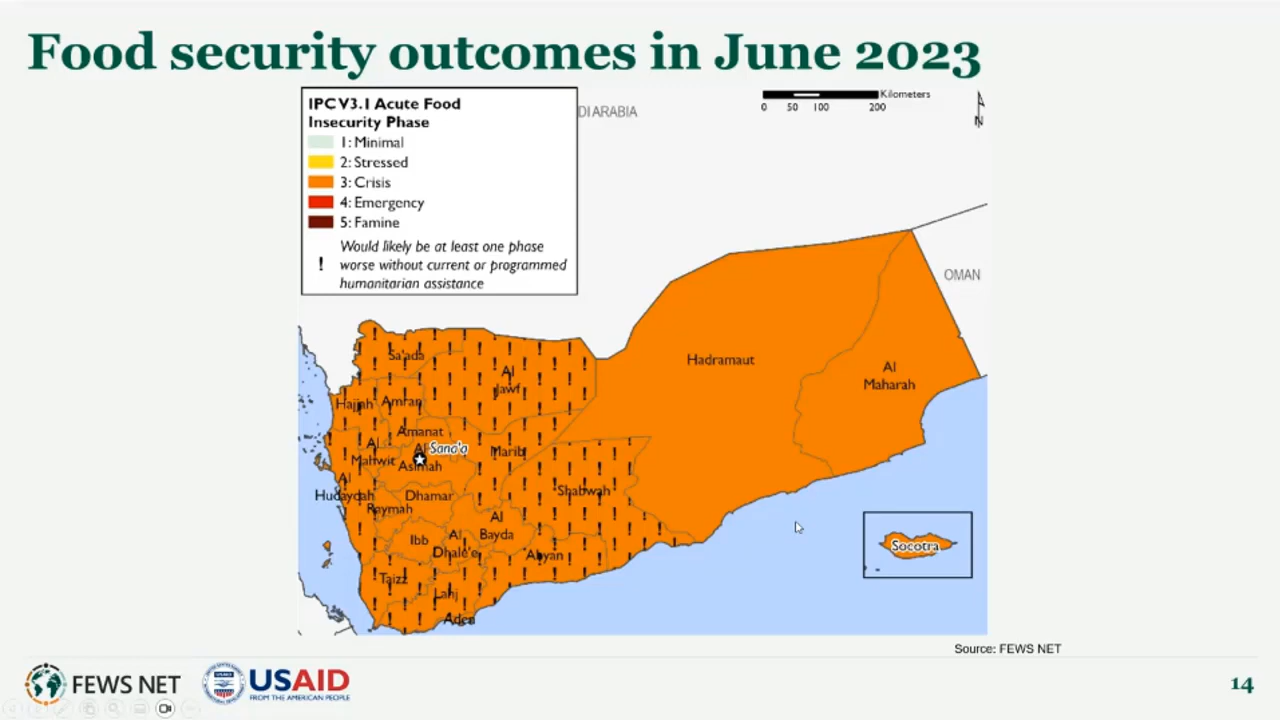 Food security outcomes in June 2023
IPC V3.1 Acute Food
Insecurity Phase
1: Minimal
2: Stressed
3: Crisis
4: Emergency
5: Famine
Would likely be at least one phase
! worse without current or programmed
humanitarian assistance
DI ARABIA
Kilometers
0 50 100 200
N
OMAN
Sa'ada
Al
Jawf
Hadramaut
Al
Maharah
Hajjah
Amran
Amanat
Al
Asimah
Sana'a
Al
Mahwit
Marib
Al
Hudaydah
Dhamar
Raymah
Shabwah
Al
Bayda
Ibb
Al
Dhale'e
Abyan
Taizz
Lahj
Aden
Socotra
Source: FEWS NET
FEWS NET
USAID
FROM THE AMERICAN PEOPLE
14